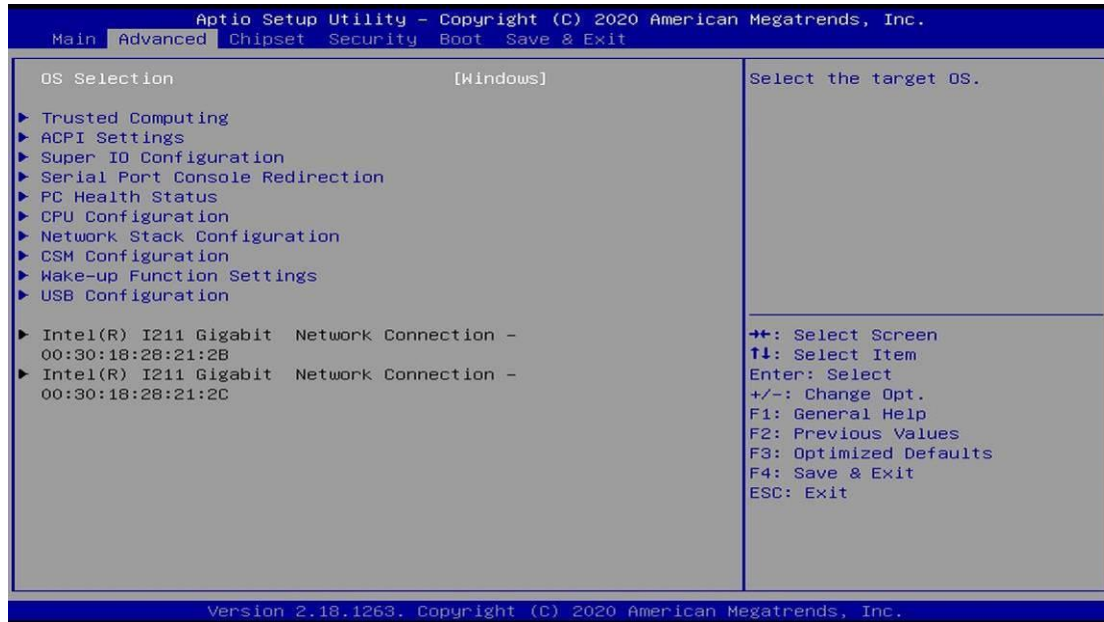 Aptio Setup Utility – Copyright (C) 2020 American Megatrends, Inc.
Main Advanced Chipset Security Boot Save & Exit
OS Selection [Windows]
▶ Trusted Computing
▶ ACPI Settings
▶ Super IO Configuration
▶ Serial Port Console Redirection
▶ PC Health Status
▶ CPU Configuration
▶ Network Stack Configuration
▶ CSM Configuration
▶ Wake-up Function Settings
▶ USB Configuration
▶ Intel(R) I211 Gigabit  Network Connection –
00:30:18:28:21:2B
▶ Intel(R) I211 Gigabit  Network Connection –
00:30:18:28:21:2C
Select the target OS.
→←: Select Screen
↑↓: Select Item
Enter: Select
+/-: Change Opt.
F1: General Help
F2: Previous Values
F3: Optimized Defaults
F4: Save & Exit
ESC: Exit
Version 2.18.1263. Copyright (C) 2020 American Megatrends, Inc.